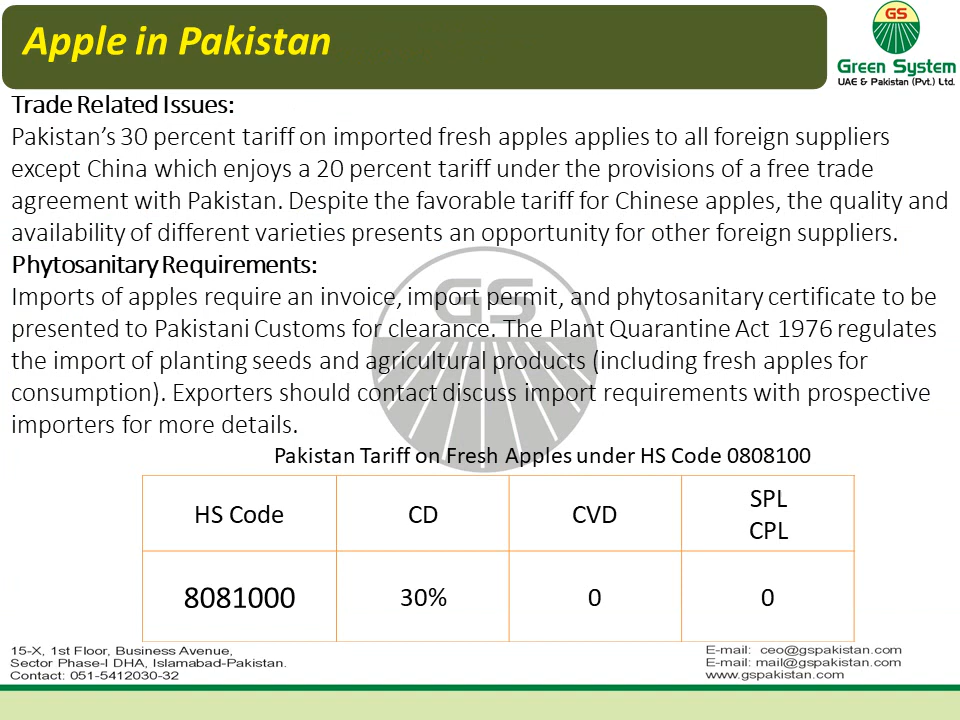 Apple in Pakistan
GS
Green System
UAE & Pakistan (Pvt.) Ltd.
Trade Related Issues:
Pakistan’s 30 percent tariff on imported fresh apples applies to all foreign suppliers
except China which enjoys a 20 percent tariff under the provisions of a free trade
agreement with Pakistan. Despite the favorable tariff for Chinese apples, the quality and
availability of different varieties presents an opportunity for other foreign suppliers.
Phytosanitary Requirements:
GS
Imports of apples require an invoice, import permit, and phytosanitary certificate to be
presented to Pakistani Customs for clearance. The Plant Quarantine Act 1976 regulates
the import of planting seeds and agricultural products (including fresh apples for
consumption). Exporters should contact discuss import requirements with prospective
importers for more details.
Pakistan Tariff on Fresh Apples under HS Code 0808100
HS Code CD CVD SPL
CPL
8081000 30% 0 0
15-X, 1st Floor, Business Avenue,
Sector Phase-I DHA, Islamabad-Pakistan.
Contact: 051-5412030-32
E-mail: ceo@gspakistan.com
E-mail: mail@gspakistan.com
www.gspakistan.com